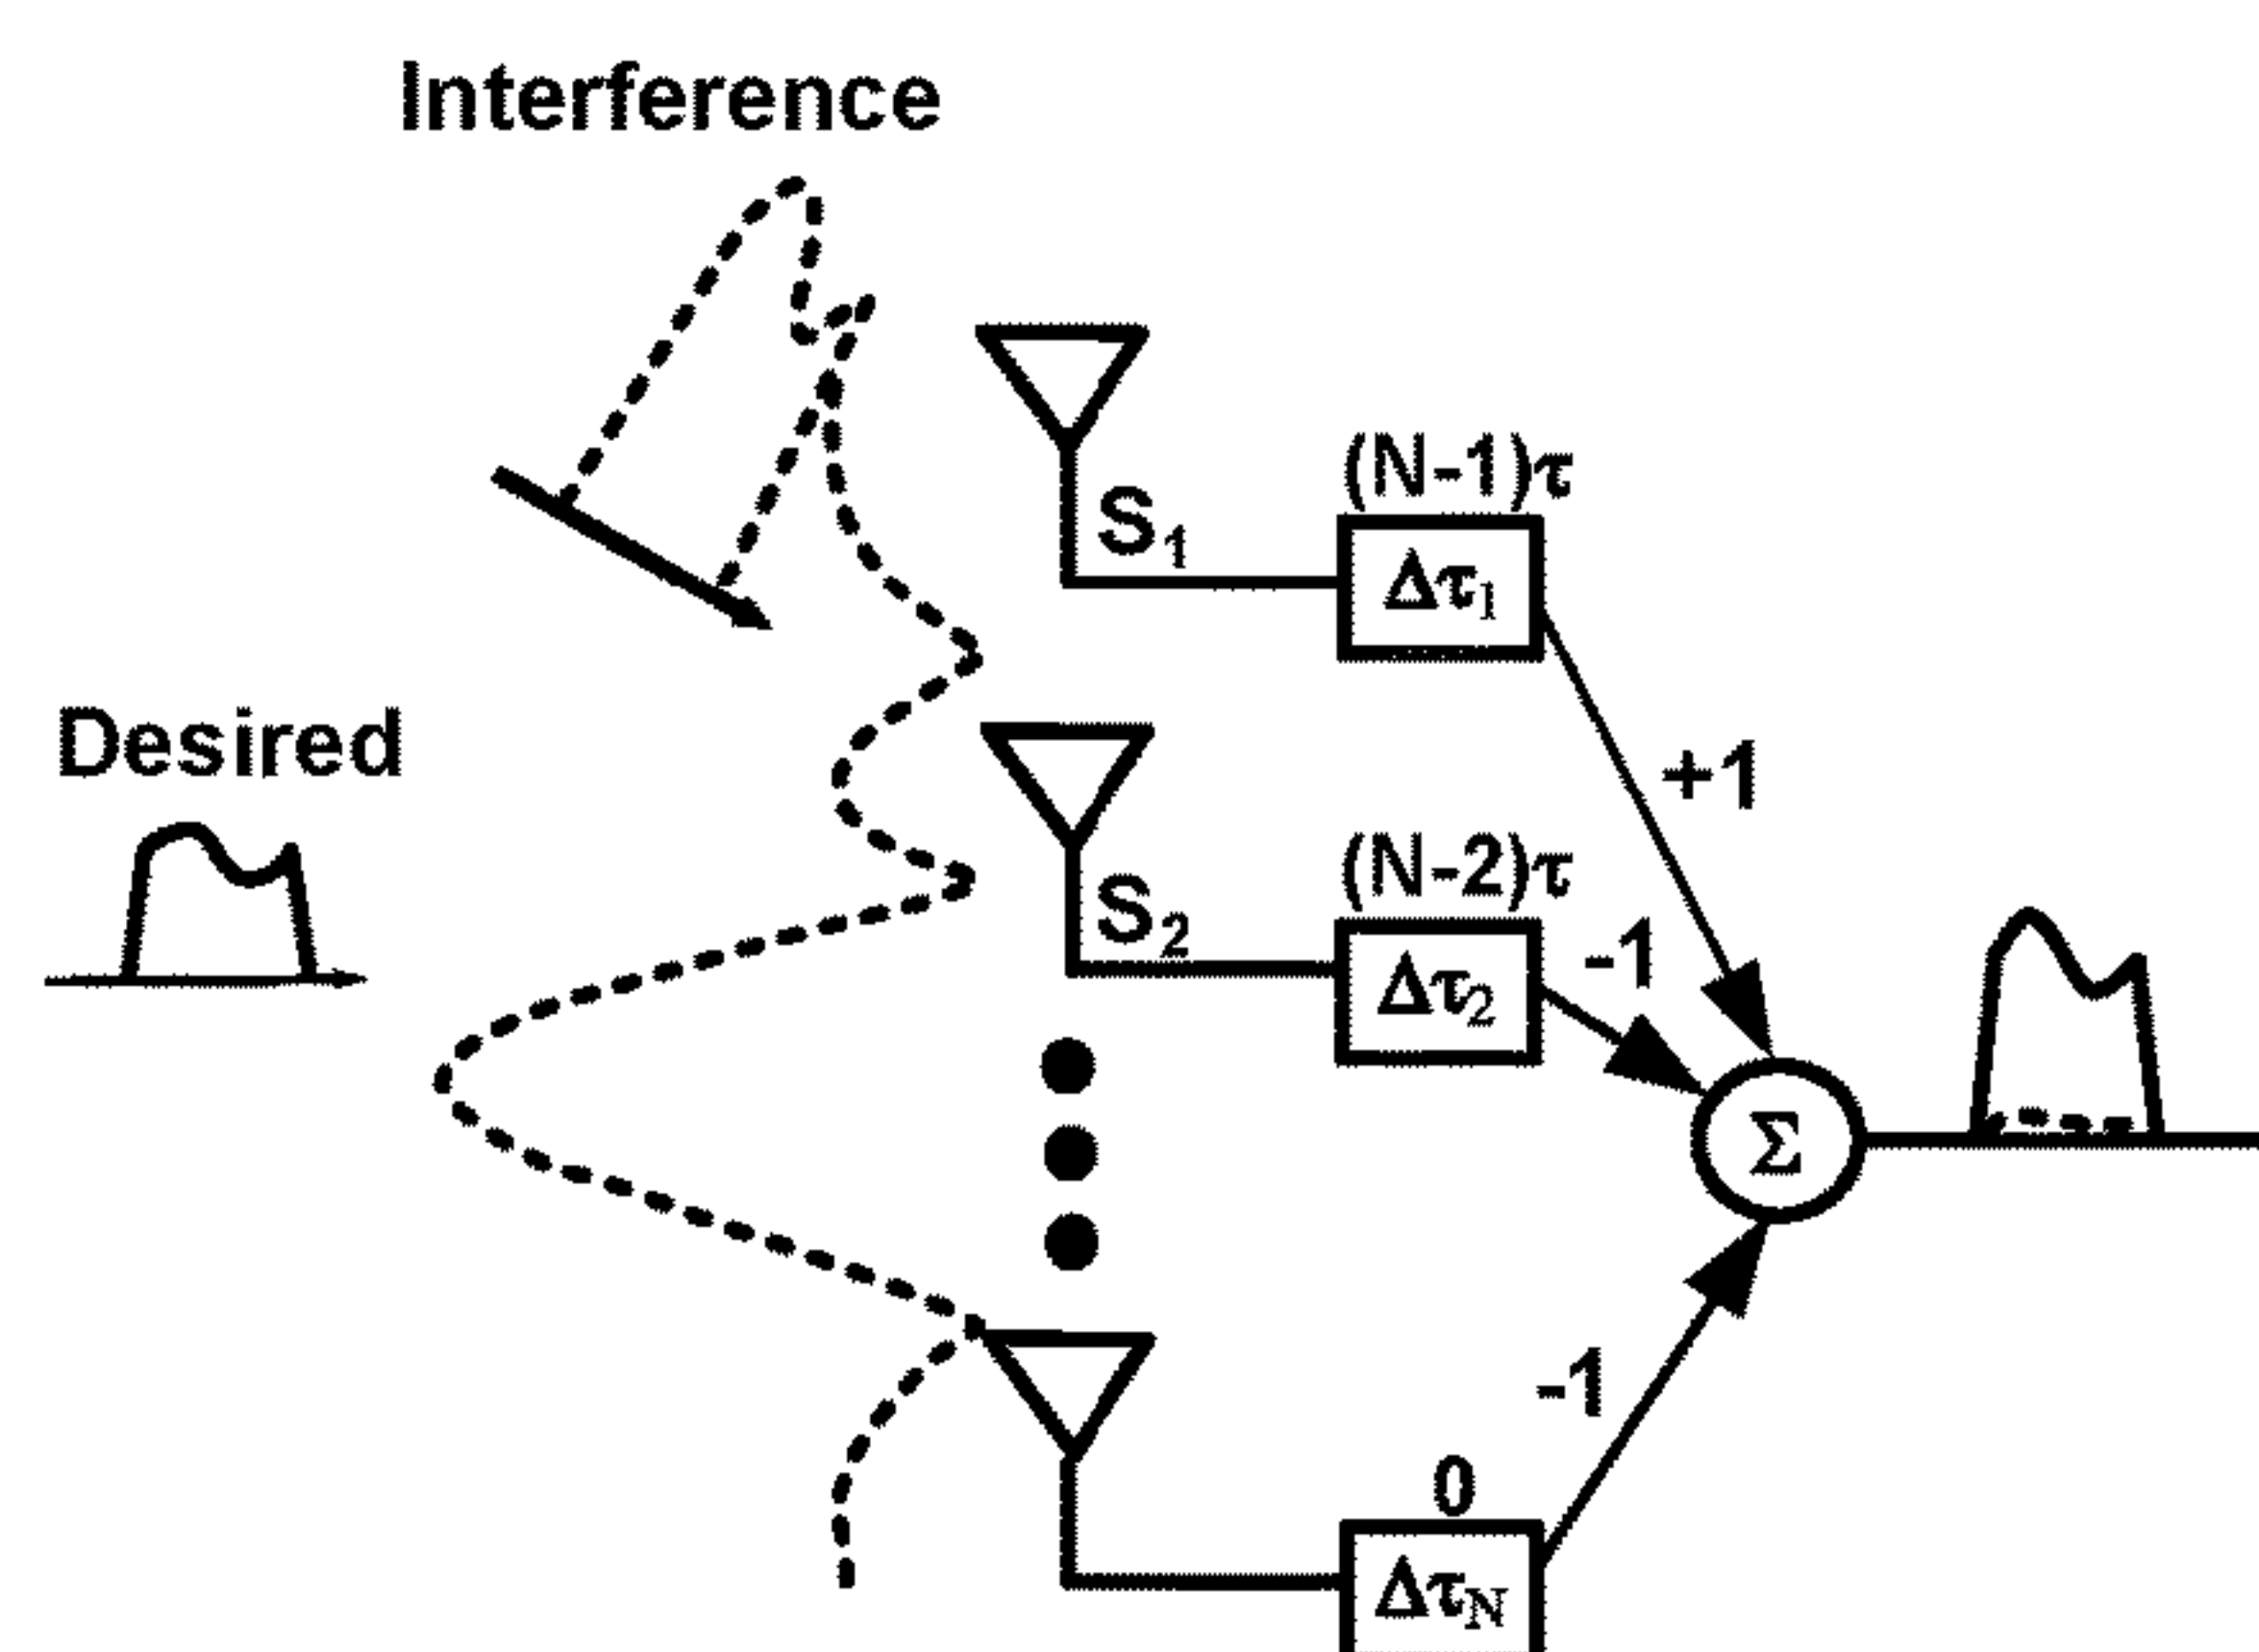 Interference
(N-1)τ
S1
Δτ1
Desired
+1
(N-2)τ
S2
-1
Δτ2
Σ
-1
0
ΔτN